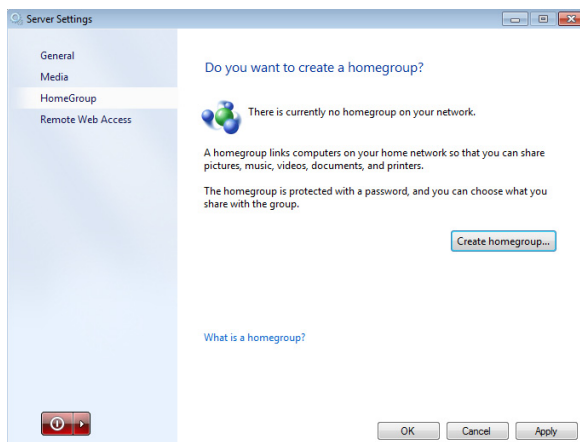 Server Settings
General
Media
HomeGroup
Remote Web Access
Do you want to create a homegroup?
There is currently no homegroup on your network.
A homegroup links computers on your home network so that you can share
pictures, music, videos, documents, and printers.
The homegroup is protected with a password, and you can choose what you
share with the group.
Create homegroup...
What is a homegroup?
OK Cancel Apply